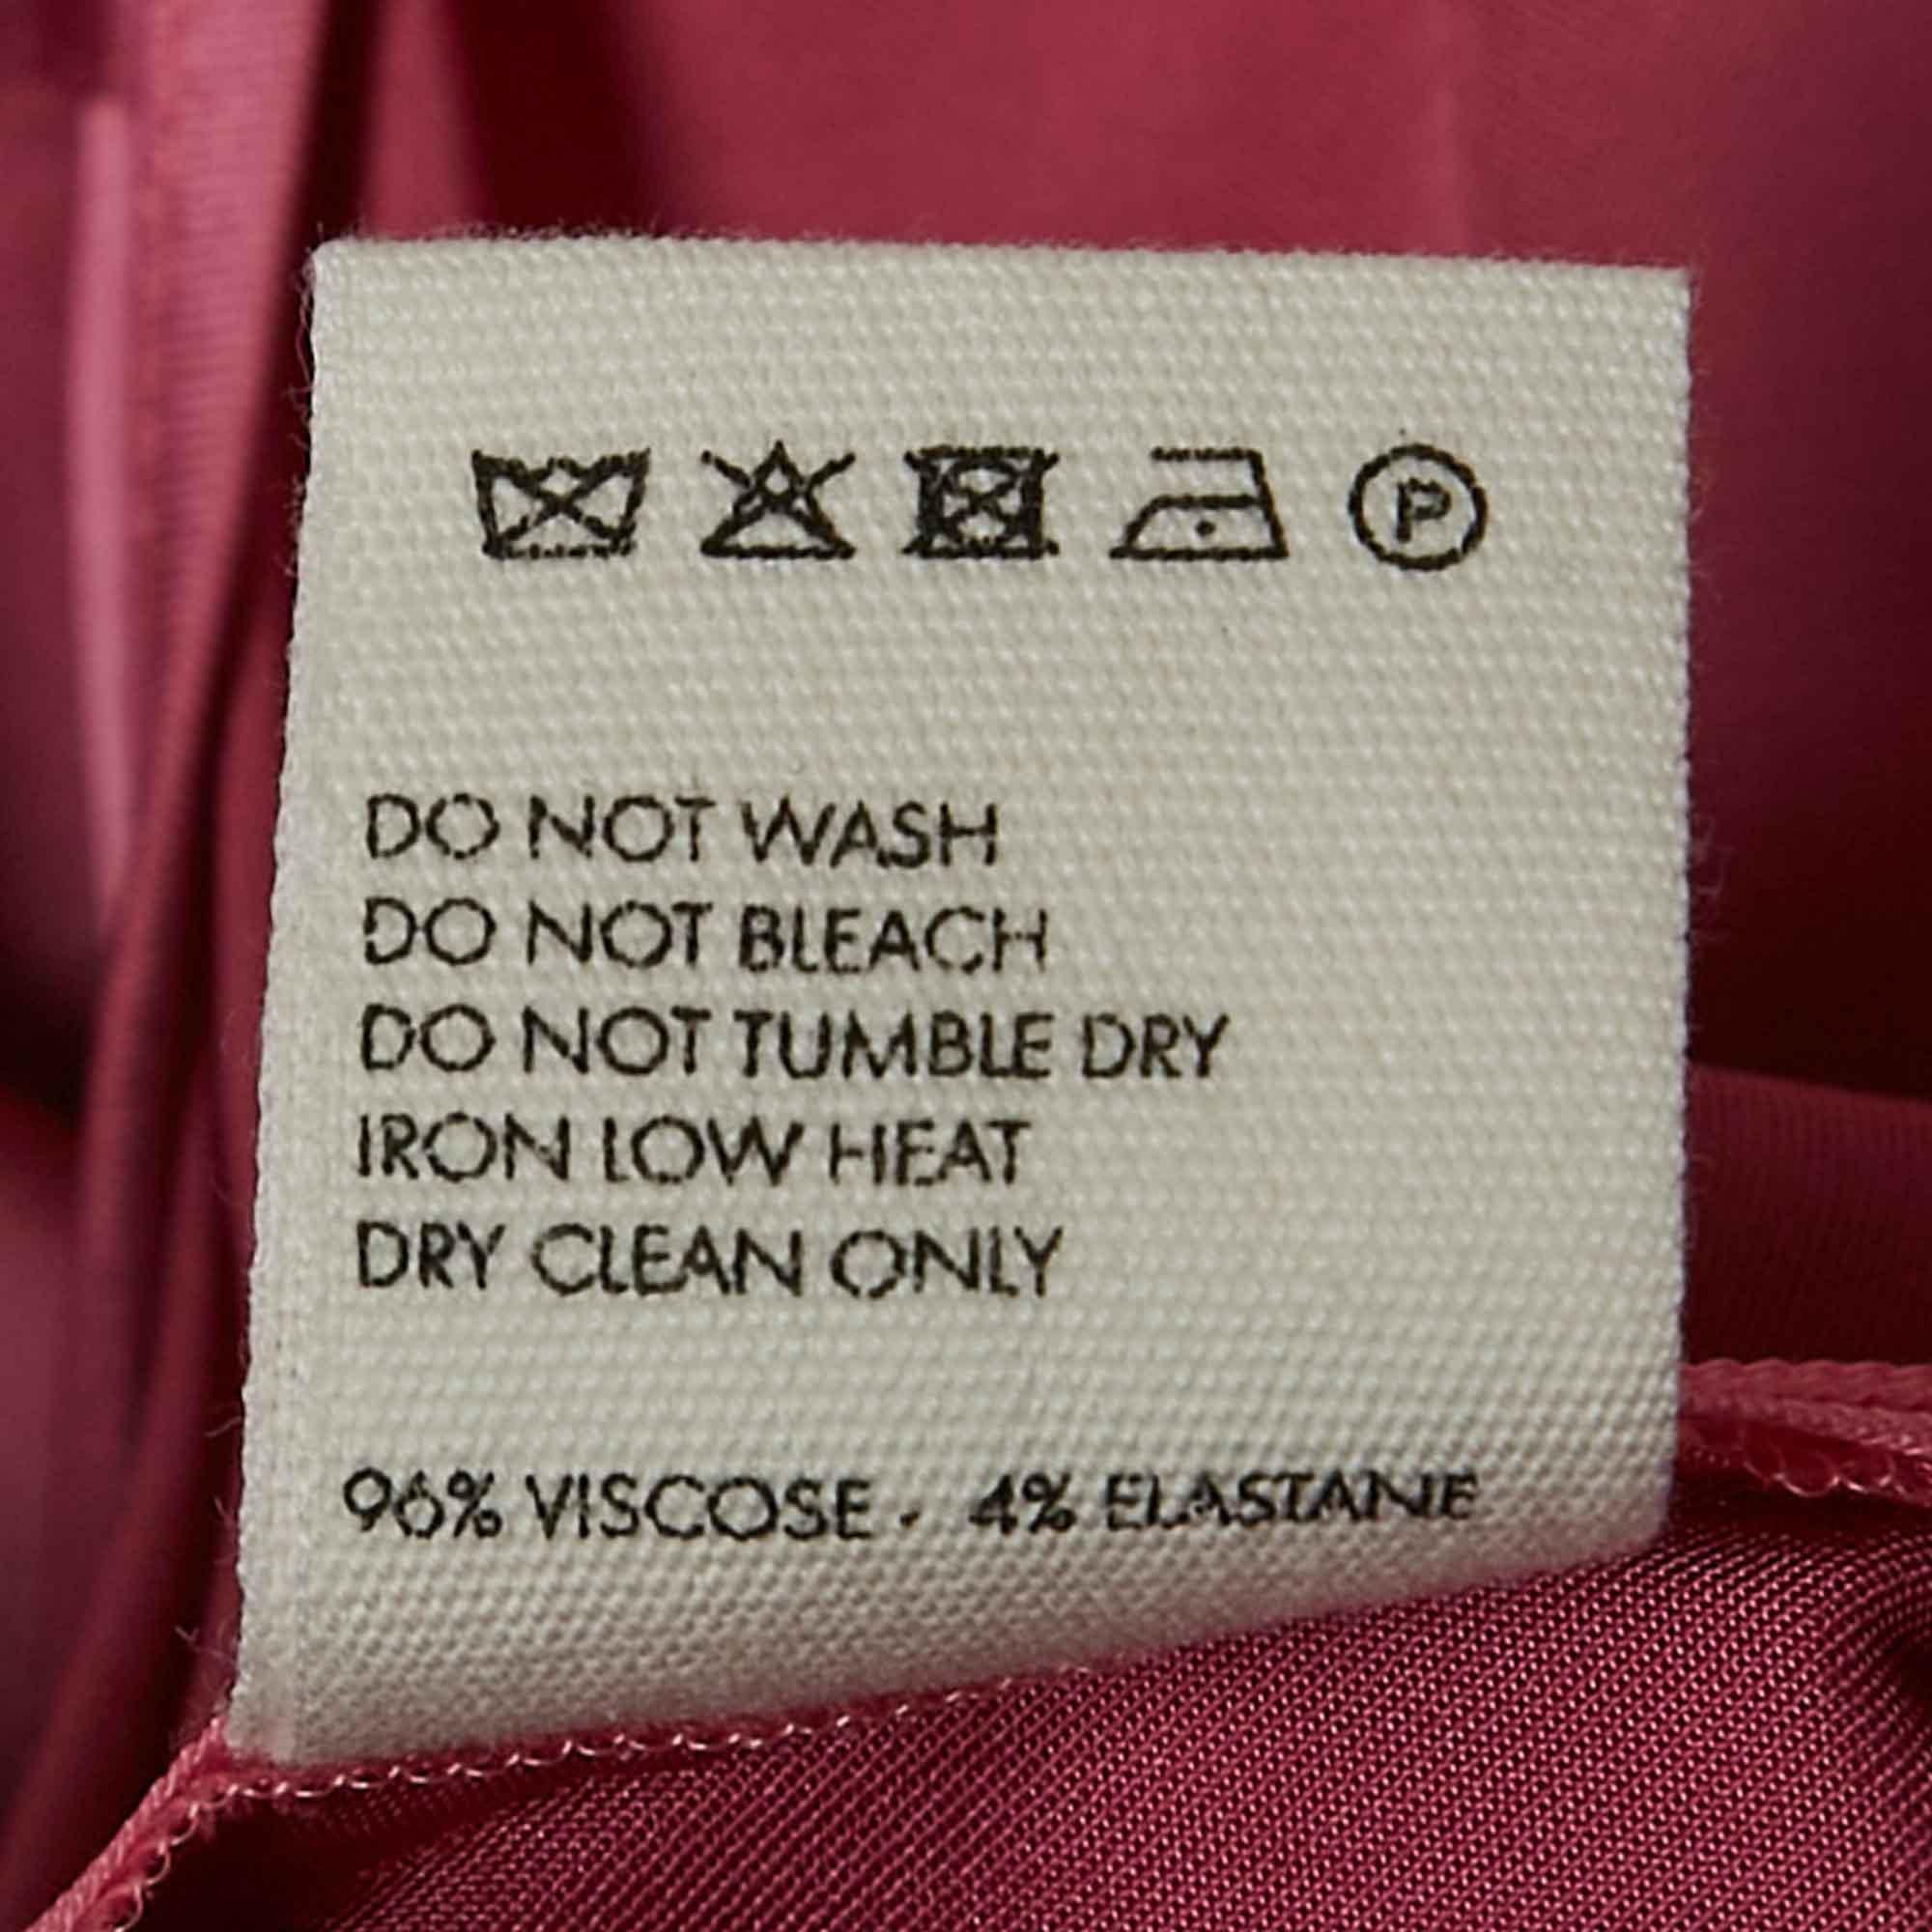 P
DO NOT WASH
DO NOT BLEACH
DO NOT TUMBLE DRY
IRON LOW HEAT
DRY CLEAN ONLY
96% VISCOSE . 4% ELASTANE